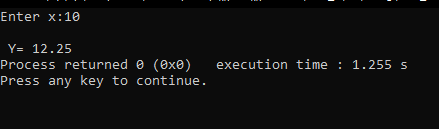 Enter x:10
Y= 12.25
Process returned 0 (0x0)   execution time : 1.255 s
Press any key to continue.